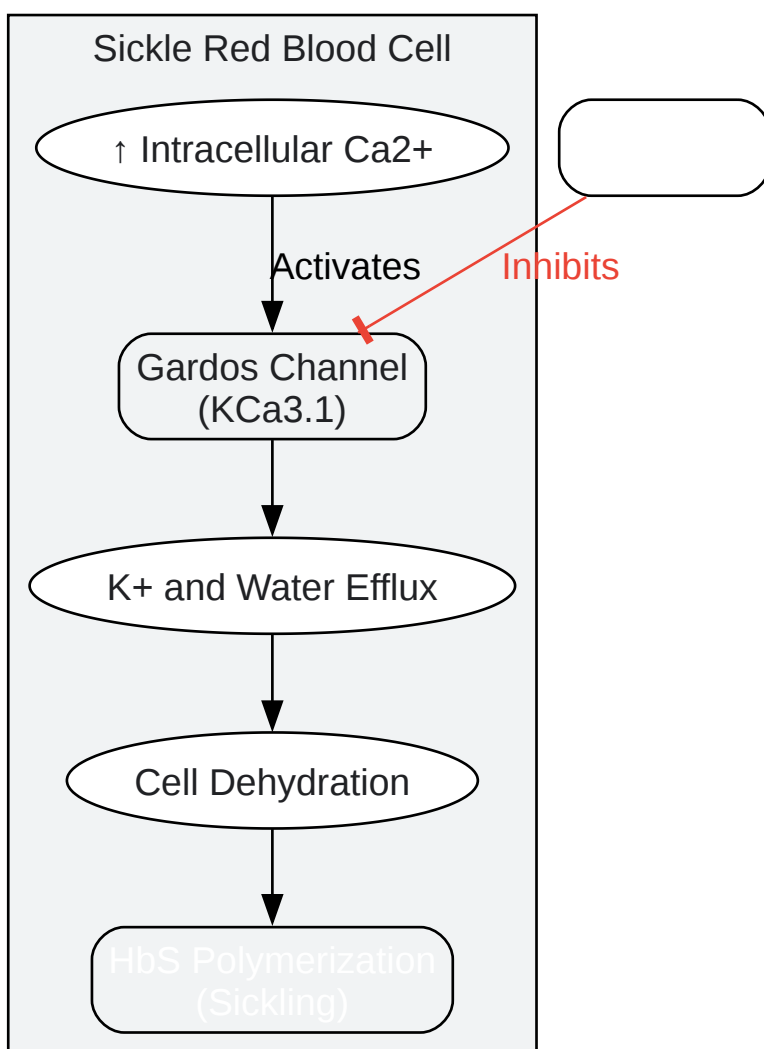 Sickle Red Blood Cell
↑ Intracellular Ca2+
Activates
Inhibits
Gardos Channel
(KCa3.1)
K+ and Water Efflux
Cell Dehydration
HbS Polymerization
(Sickling)